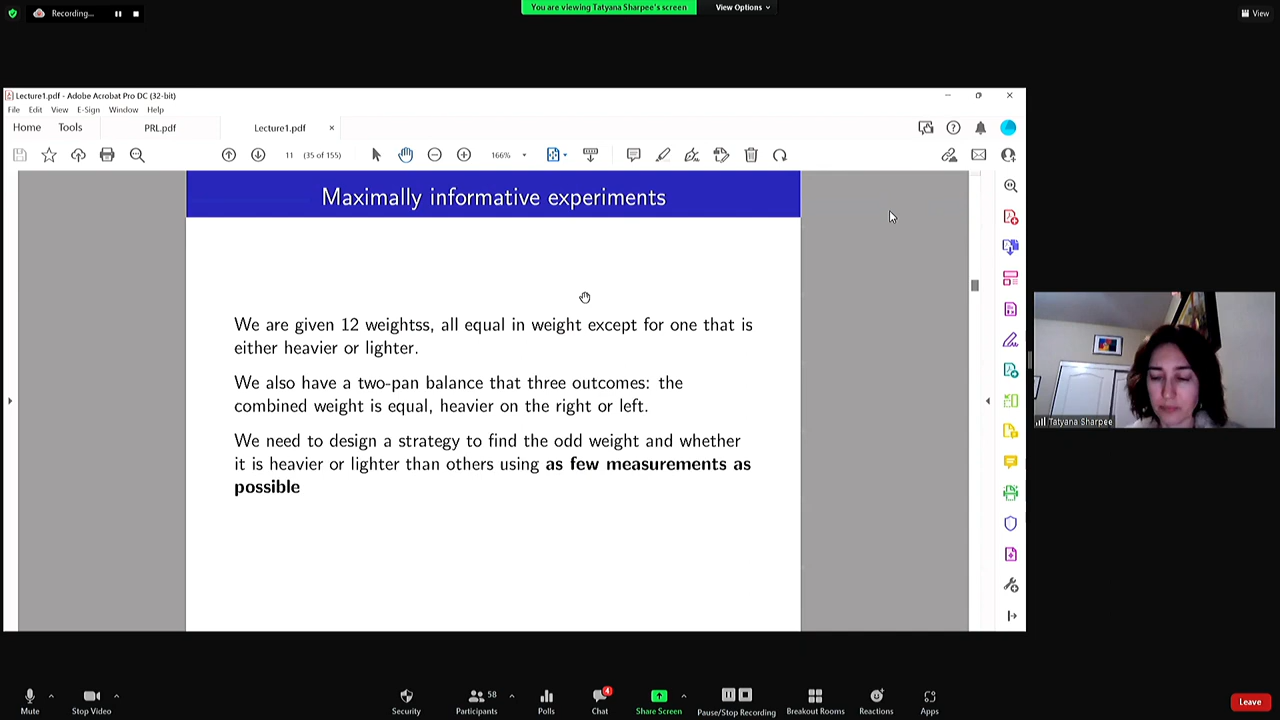 Recording...
You are viewing Tatyana Sharpee's screen
View Options
View
Lecture1.pdf - Adobe Acrobat Pro DC (32-bit)
File Edit View E-Sign Window Help
Home Tools PRL.pdf Lecture1.pdf ×
11 (35 of 155) 166%
Maximally informative experiments
We are given 12 weightss, all equal in weight except for one that is
either heavier or lighter.
We also have a two-pan balance that three outcomes: the
combined weight is equal, heavier on the right or left.
We need to design a strategy to find the odd weight and whether
it is heavier or lighter than others using as few measurements as
possible
Tatyana Sharpee
58
4
Mute Stop Video Security Participants Polls Chat Share Screen Pause/Stop Recording Breakout Rooms Reactions Apps Leave